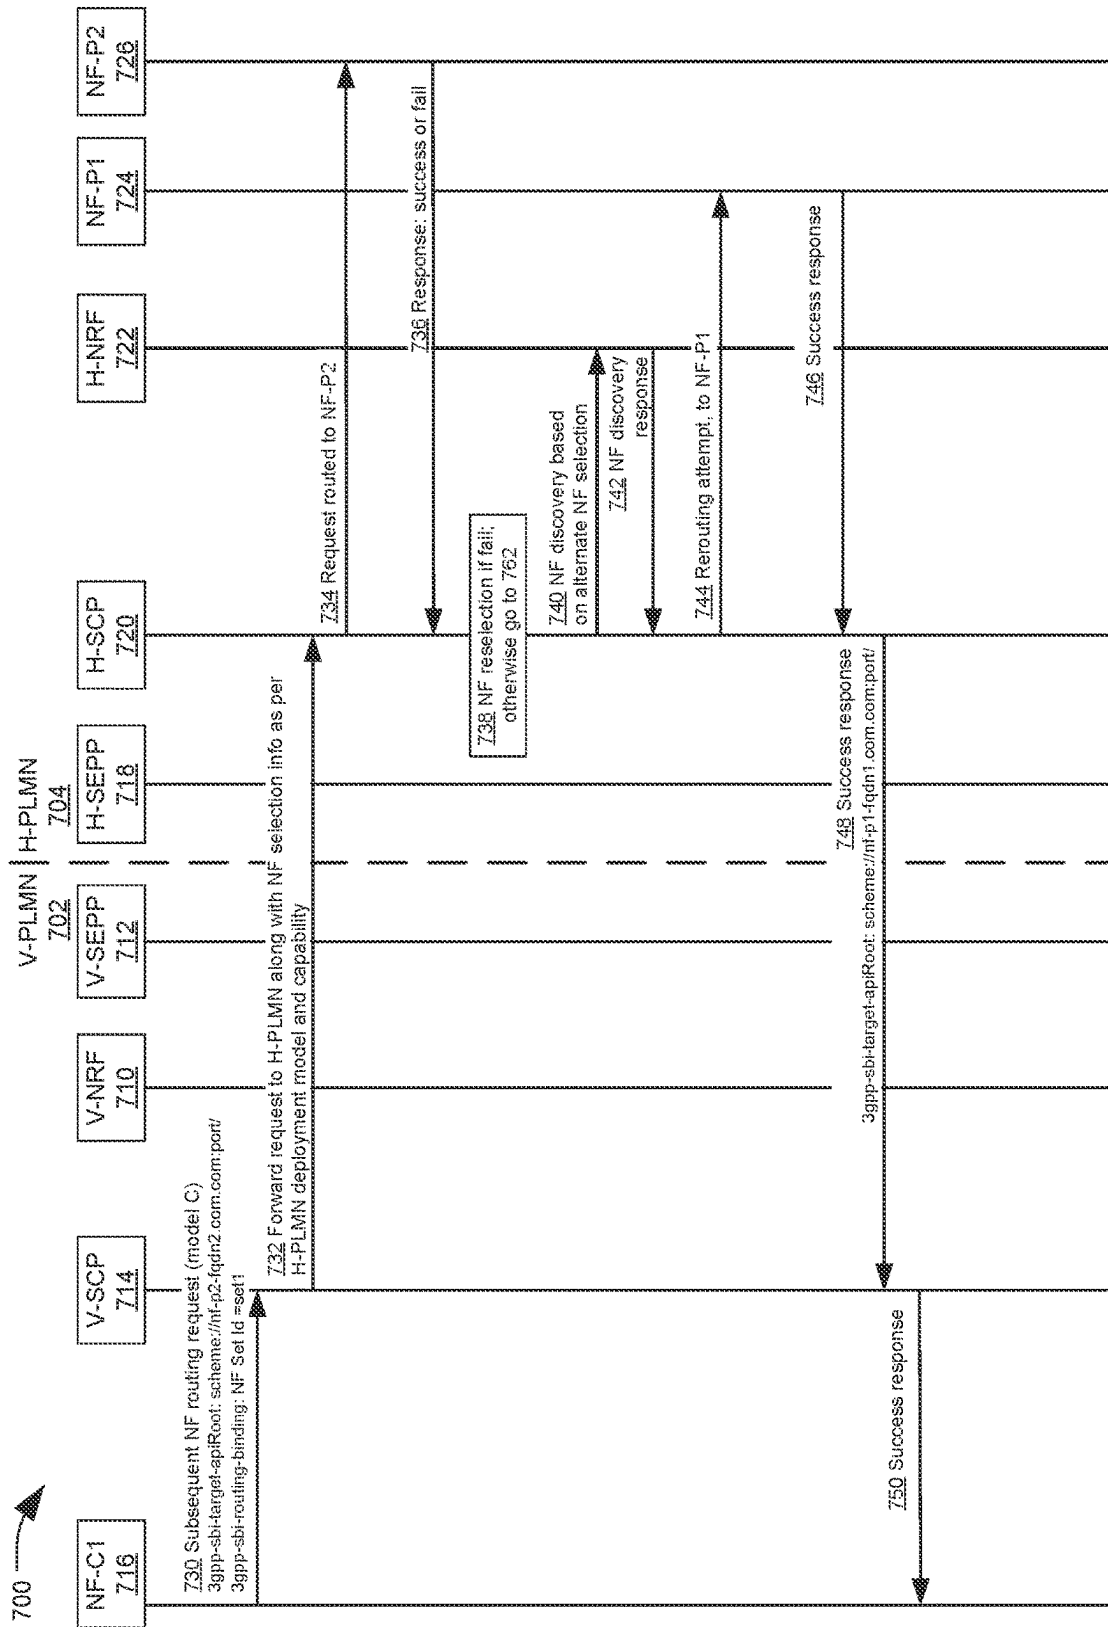 700
V-PLMN
702
H-PLMN
704
NF-C1
716
V-SCP
714
V-NRF
710
V-SEPP
712
H-SEPP
718
H-SCP
720
H-NRF
722
NF-P1
724
NF-P2
726
730 Subsequent NF routing request (model C)
3gpp-sbi-target-apiRoot: scheme://nf-p2-fqdn2.com.com:port/
3gpp-sbi-routing-binding: NF Set Id =set1
732 Forward request to H-PLMN along with NF selection info as per
H-PLMN deployment model and capability
734 Request routed to NF-P2
736 Response: success or fail
738 NF reselection if fail;
otherwise go to 762
740 NF discovery based
on alternate NF selection
742 NF discovery
response
744 Rerouting attempt, to NF-P1
746 Success response
748 Success response
3gpp-sbi-target-apiRoot: scheme://nf-p1-fqdn1.com.com:port/
750 Success response